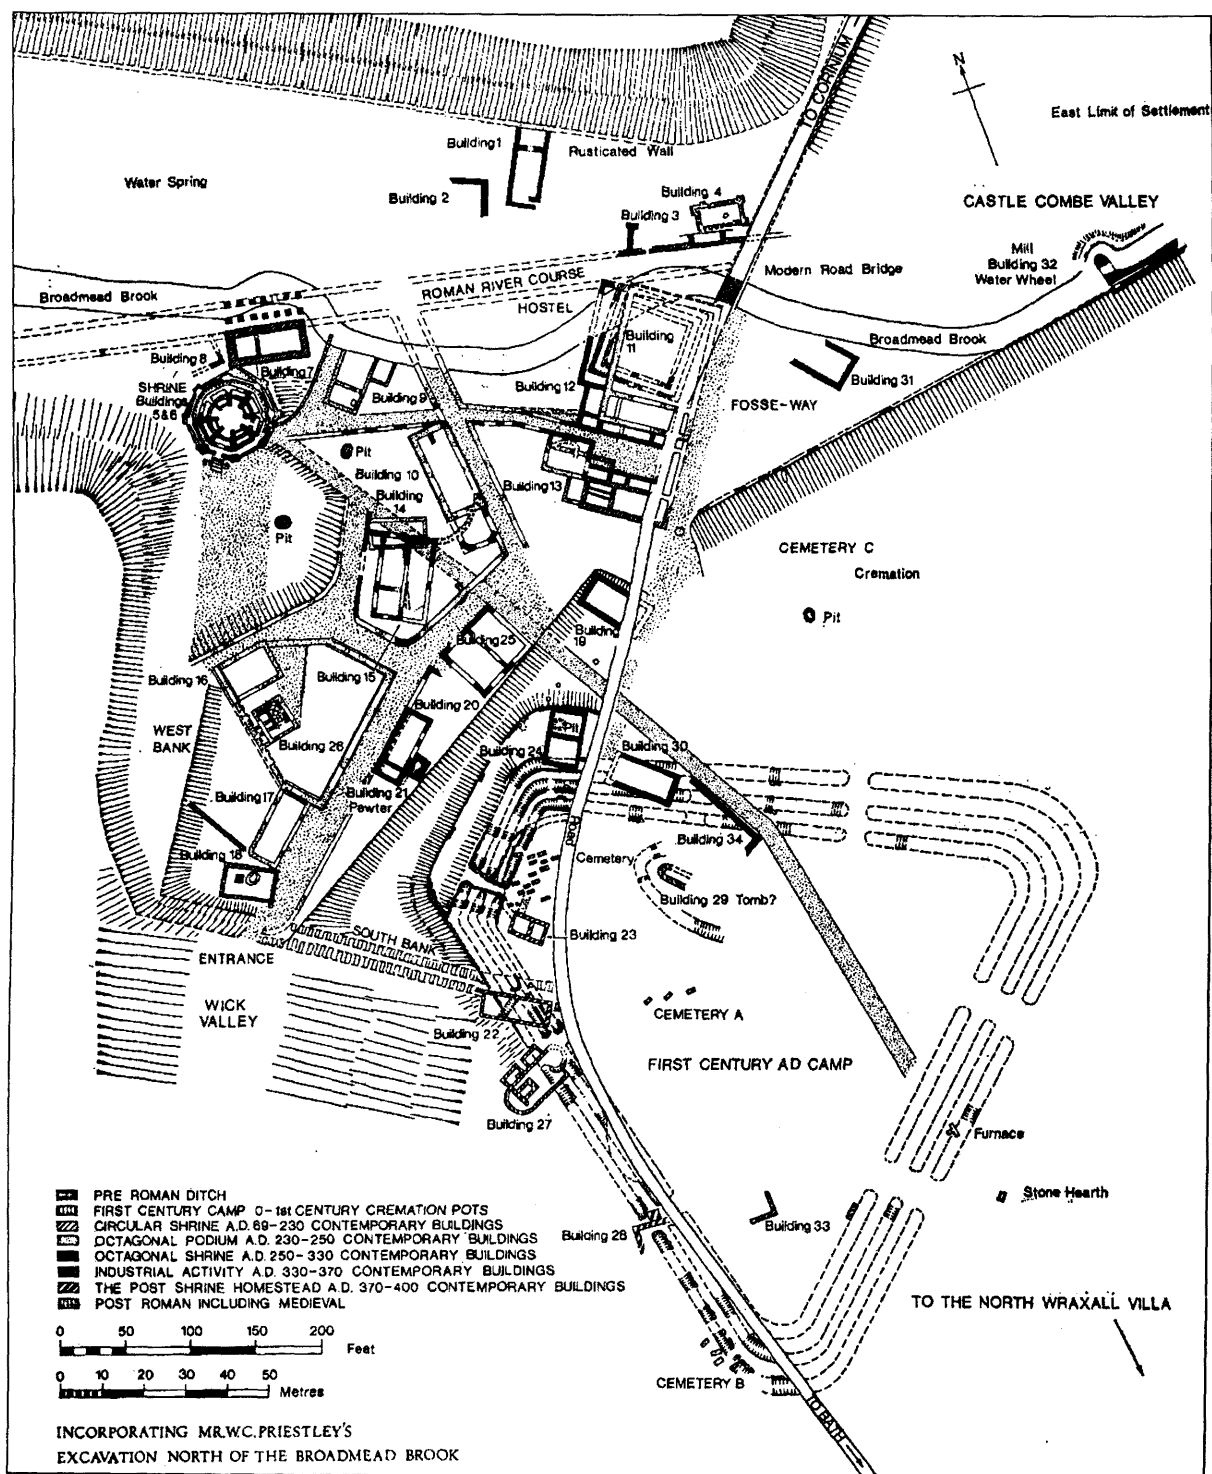 TO CORINIUM
N
East Limit of Settlement
Building 1
Rusticated Wall
Water Spring
Building 2
Building 4
Building 3
CASTLE COMBE VALLEY
Mill
Building 32
Water Wheel
Modern Road Bridge
ROMAN RIVER COURSE
Broadmead Brook
HOSTEL
Building
11
Broadmead Brook
Building 8
Building 7
SHRINE
Buildings
5&6
Building 9
Building 12
Building 31
FOSSE-WAY
Pit
Building 10
Building 13
Building
14
Pit
CEMETERY C
Cremation
Pit
Building
19
Building 25
Building 16
Building 15
Building 20
WEST
BANK
Pit
Building 26
Building 24
Building 30
Building 17
Building 21
Pewter
Road
Building 34
Building 18
Cemetery
Building 29 Tomb?
Building 23
SOUTH BANK
ENTRANCE
WICK
VALLEY
CEMETERY A
Building 22
FIRST CENTURY AD CAMP
Building 27
Furnace
Stone Hearth
Building 33
Building 28
PRE ROMAN DITCH
FIRST CENTURY CAMP 0-1st CENTURY CREMATION POTS
CIRCULAR SHRINE A.D. 69-230 CONTEMPORARY BUILDINGS
OCTAGONAL PODIUM A.D. 230-250 CONTEMPORARY BUILDINGS
OCTAGONAL SHRINE A.D. 250-330 CONTEMPORARY BUILDINGS
INDUSTRIAL ACTIVITY A.D. 330-370 CONTEMPORARY BUILDINGS
THE POST SHRINE HOMESTEAD A.D. 370-400 CONTEMPORARY BUILDINGS
POST ROMAN INCLUDING MEDIEVAL
TO THE NORTH WRAXALL VILLA
0 50 100 150 200
Feet
0 10 20 30 40 50
Metres
CEMETERY B
TO BATH
INCORPORATING MR.W.C.PRIESTLEY'S
EXCAVATION NORTH OF THE BROADMEAD BROOK